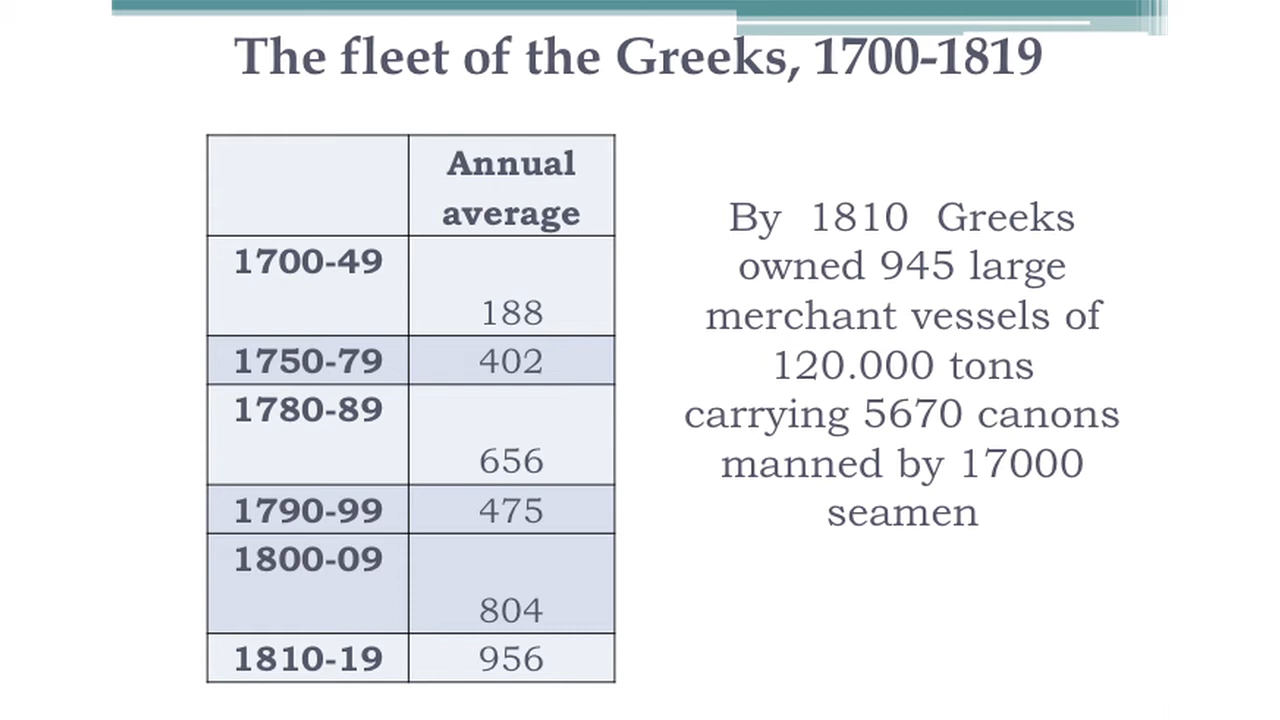 The fleet of the Greeks, 1700-1819
Annual
average
1700-49
188
1750-79 402
1780-89
656
1790-99 475
1800-09
804
1810-19 956
By 1810 Greeks
owned 945 large
merchant vessels of
120.000 tons
carrying 5670 canons
manned by 17000
seamen